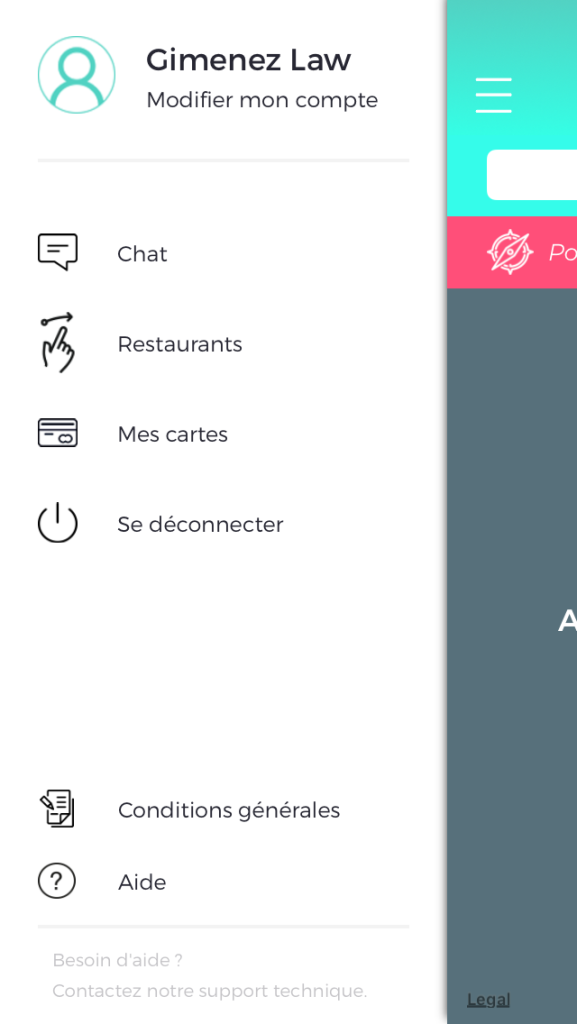 Gimenez Law
Modifier mon compte
Chat
Restaurants
Mes cartes
Se déconnecter
Conditions générales
Aide
Besoin d'aide ?
Contactez notre support technique.
Po
A
Legal